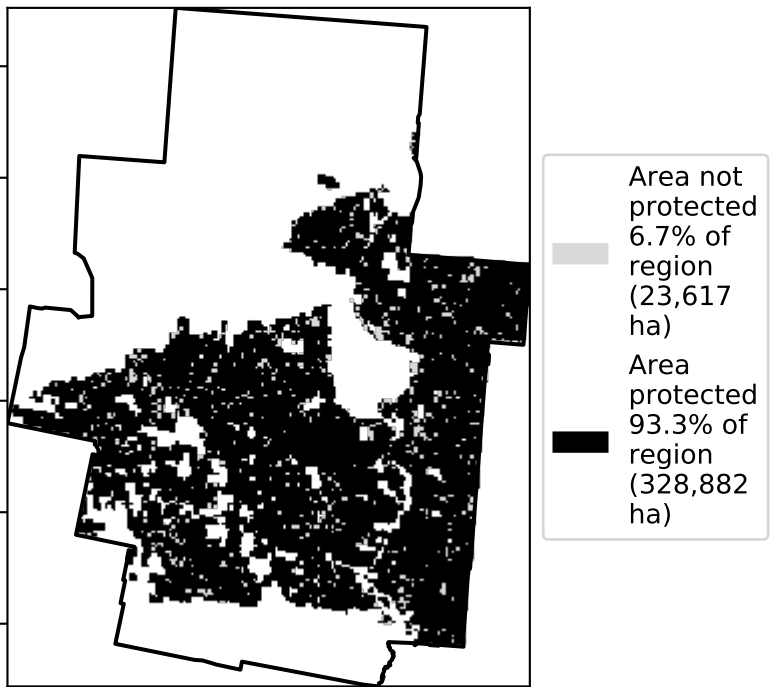 Area not
protected
6.7% of
region
(23,617
ha)
Area
protected
93.3% of
region
(328,882
ha)